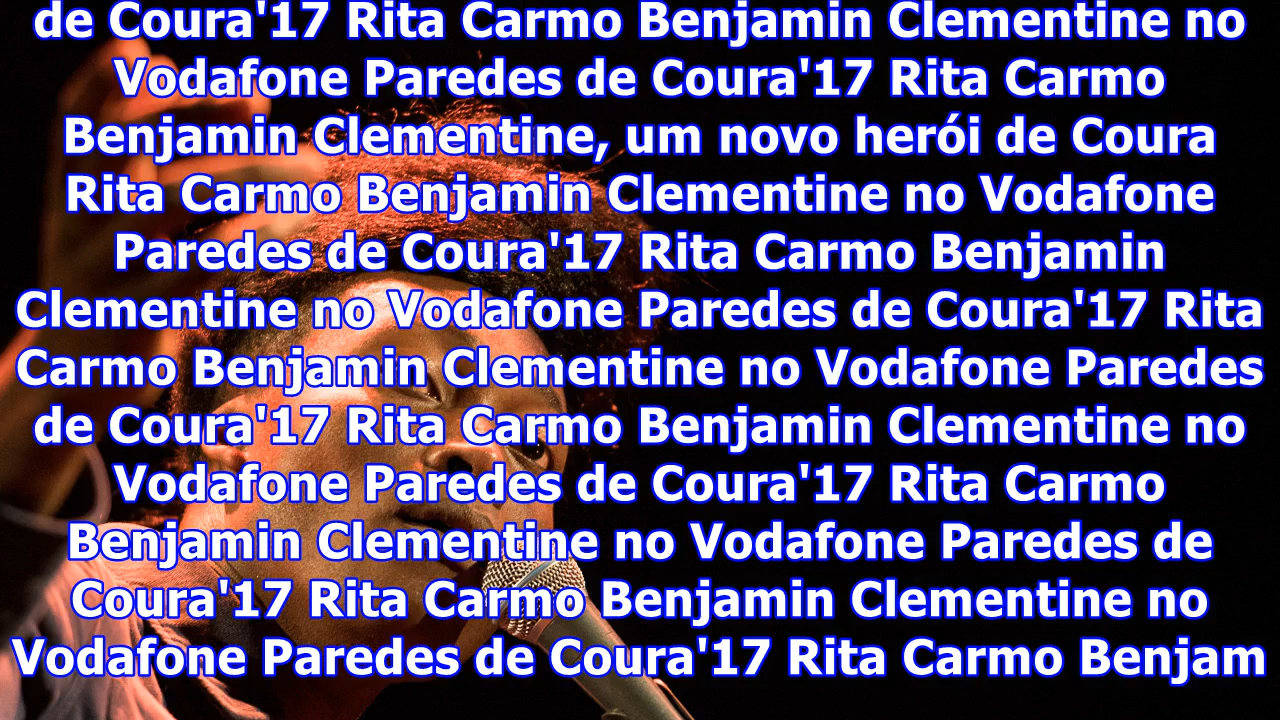 de Coura'17 Rita Carmo Benjamin Clementine no
Vodafone Paredes de Coura'17 Rita Carmo
Benjamin Clementine, um novo herói de Coura
Rita Carmo Benjamin Clementine no Vodafone
Paredes de Coura'17 Rita Carmo Benjamin
Clementine no Vodafone Paredes de Coura'17 Rita
Carmo Benjamin Clementine no Vodafone Paredes
de Coura'17 Rita Carmo Benjamin Clementine no
Vodafone Paredes de Coura'17 Rita Carmo
Benjamin Clementine no Vodafone Paredes de
Coura'17 Rita Carmo Benjamin Clementine no
Vodafone Paredes de Coura'17 Rita Carmo Benjam